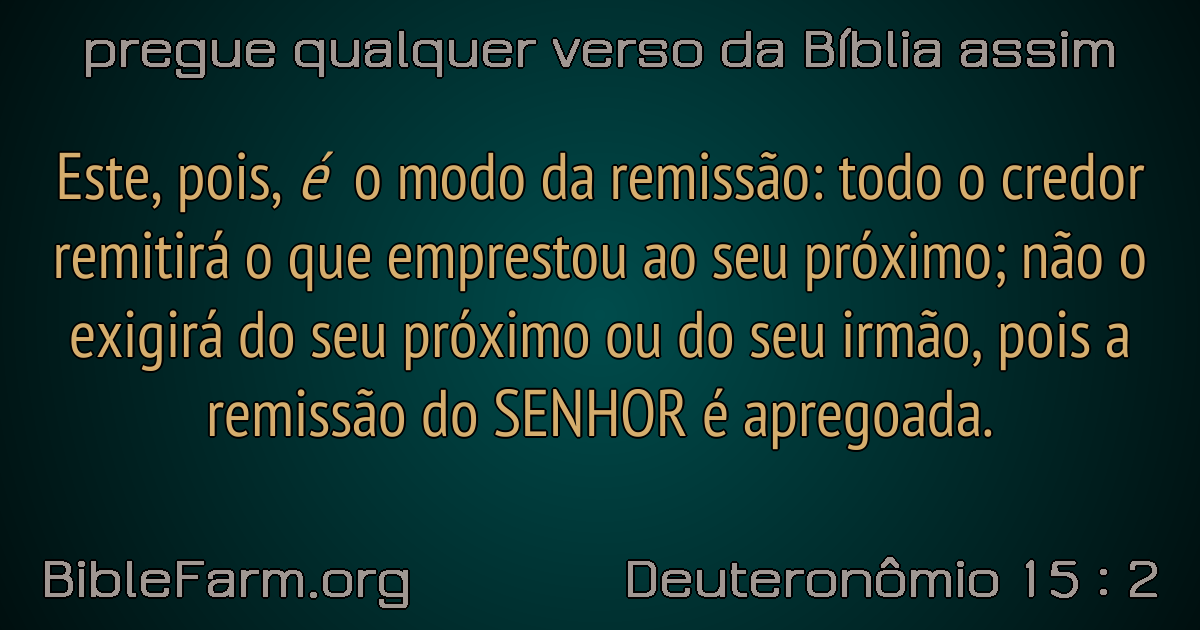 pregue qualquer verso da Bíblia assim
Este, pois, é o modo da remissão: todo o credor
remitirá o que emprestou ao seu próximo; não o
exigirá do seu próximo ou do seu irmão, pois a
remissão do SENHOR é apregoada.
BibleFarm.org
Deuteronômio 15 : 2